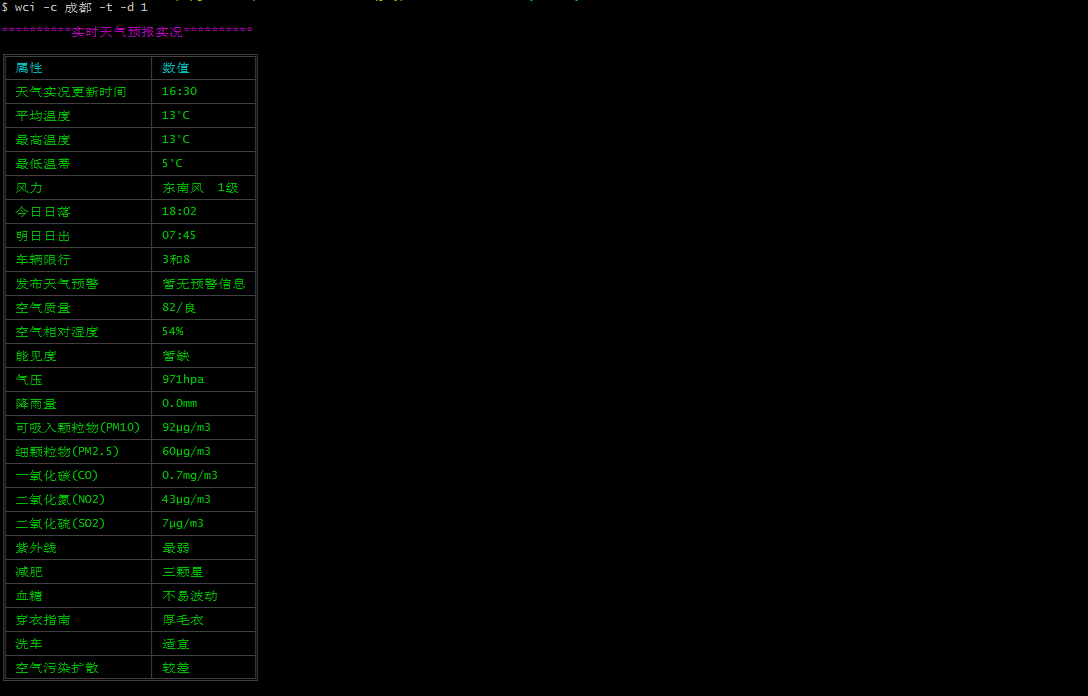 $ wci -c 成都 -t -d 1
**********实时天气预报实况**********
属性 数值
天气实况更新时间 16:30
平均温度 13°C
最高温度 13°C
最低温蒂 5°C
风力 东南风 1级
今日日落 18:02
明日日出 07:45
车辆限行 3和8
发布天气预警 暂无预警信息
空气质量 82/良
空气相对湿度 54%
能见度 暂缺
气压 971hpa
降雨量 0.0mm
可吸入颗粒物(PM10) 92μg/m3
细颗粒物(PM2.5) 60μg/m3
一氧化碳(CO) 0.7mg/m3
二氧化氮(NO2) 43μg/m3
二氧化硫(SO2) 7μg/m3
紫外线 最弱
减肥 三颗星
血糖 不易波动
穿衣指南 厚毛衣
洗车 适宜
空气污染扩散 较差